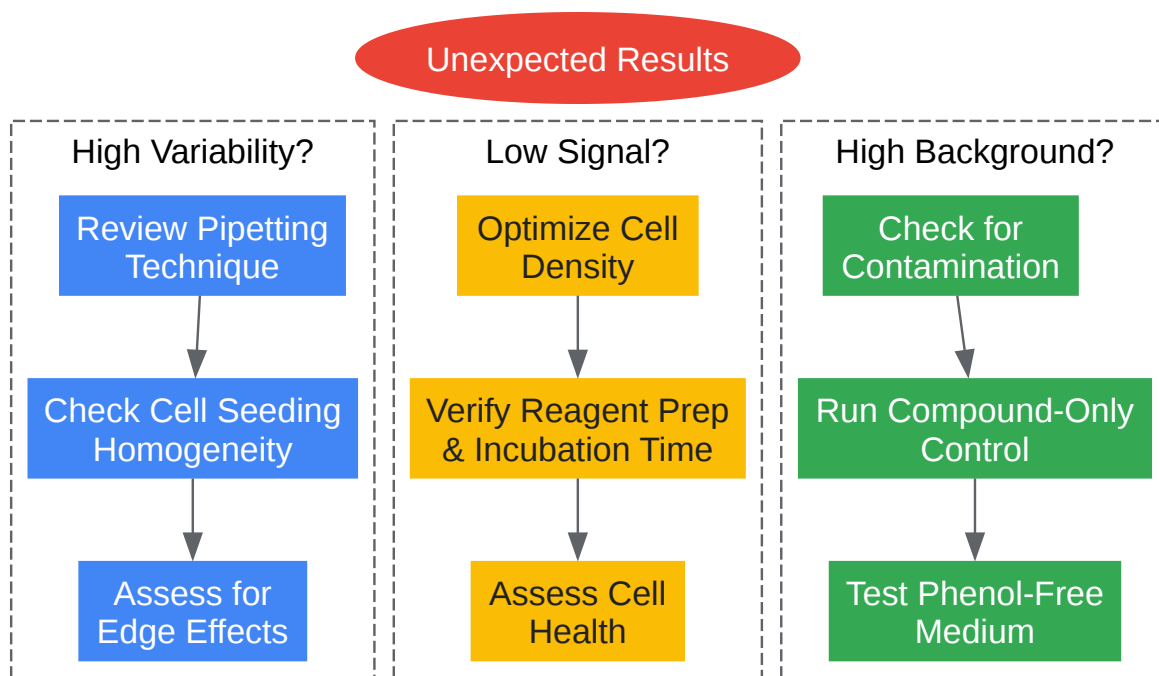 Unexpected Results
High Variability?
Review Pipetting
Technique
Check Cell Seeding
Homogeneity
Assess for
Edge Effects
Low Signal?
Optimize Cell
Density
Verify Reagent Prep
& Incubation Time
Assess Cell
Health
High Background?
Check for
Contamination
Run Compound-Only
Control
Test Phenol-Free
Medium